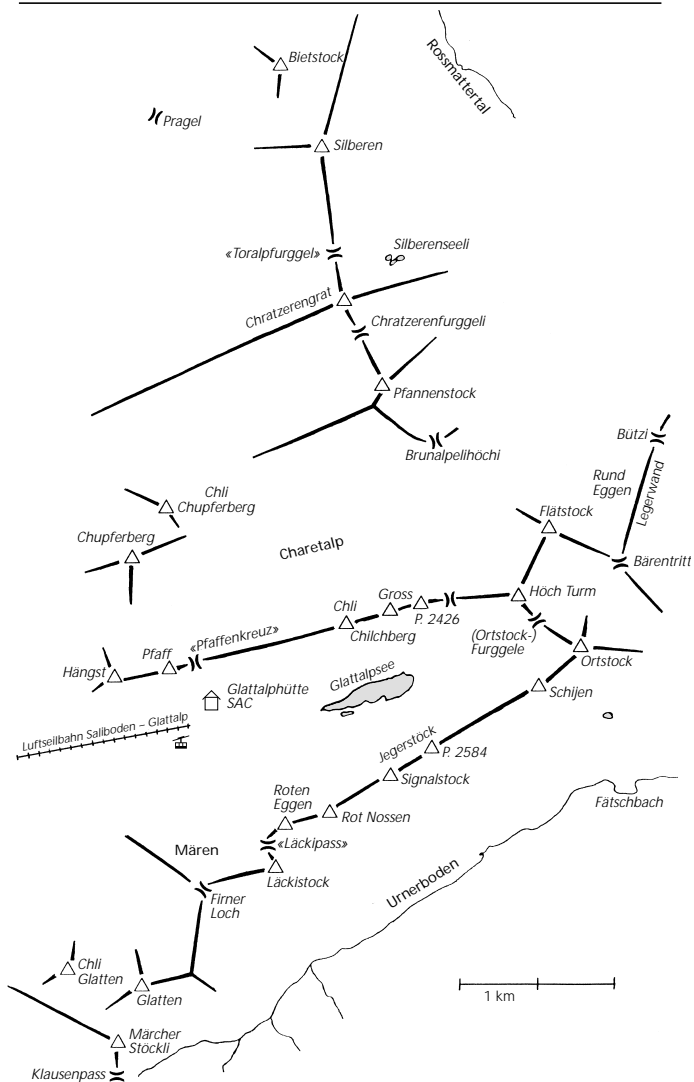 Bietstock
Rossmattertal
Pragel
Silberen
«Toralpfurggel»
Silberenseeli
Chratzerengrat
Chratzerenfurggeli
Pfannenstock
Brunalpelihöchi
Bützi
Rund
Eggen
Legerwand
Chli
Chupferberg
Flätstock
Chupferberg
Charetalp
Bärentritt
Höch Turm
Gross
Chli
P. 2426
Chilchberg
«Pfaffenkreuz»
(Ortstock-)
Furggele
Pfaff
Hängst
Ortstock
Glattalphütte
SAC
Glattalpsee
Schijen
Luftseilbahn Saliboden – Glattalp
Jegerstöck
P. 2584
Signalstock
Roten
Eggen
Fätschbach
Rot Nossen
Mären
«Läckipass»
Läckistock
Urnerboden
Firner
Loch
Chli
Glatten
Glatten
1 km
Märcher
Stöckli
Klausenpass